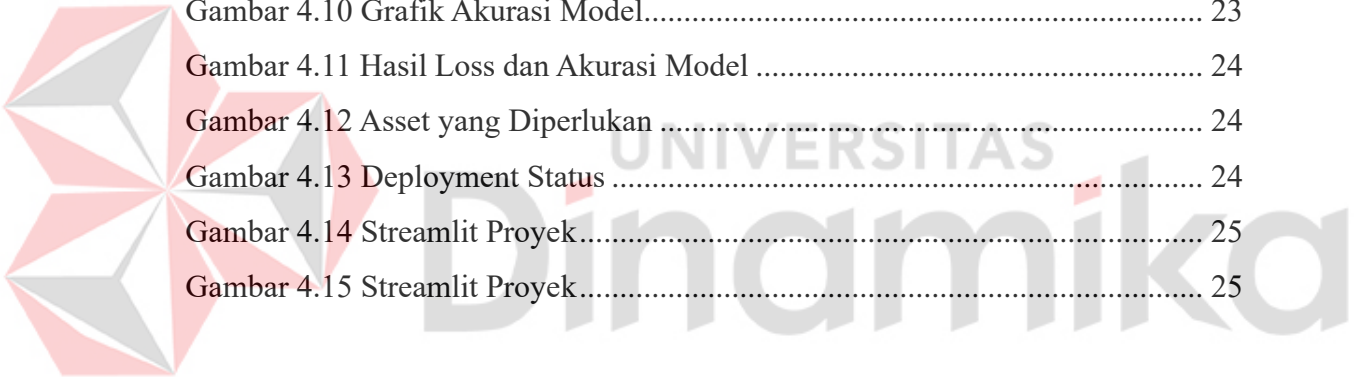 Gambar 4.10 Grafik Akurasi Model...................................................................... 23
Gambar 4.11 Hasil Loss dan Akurasi Model ........................................................ 24
Gambar 4.12 Asset yang Diperlukan .................................................................... 24
UNIVERSITAS
Gambar 4.13 Deployment Status .......................................................................... 24
Dinamika
Gambar 4.14 Streamlit Proyek.............................................................................. 25
Gambar 4.15 Streamlit Proyek.............................................................................. 25